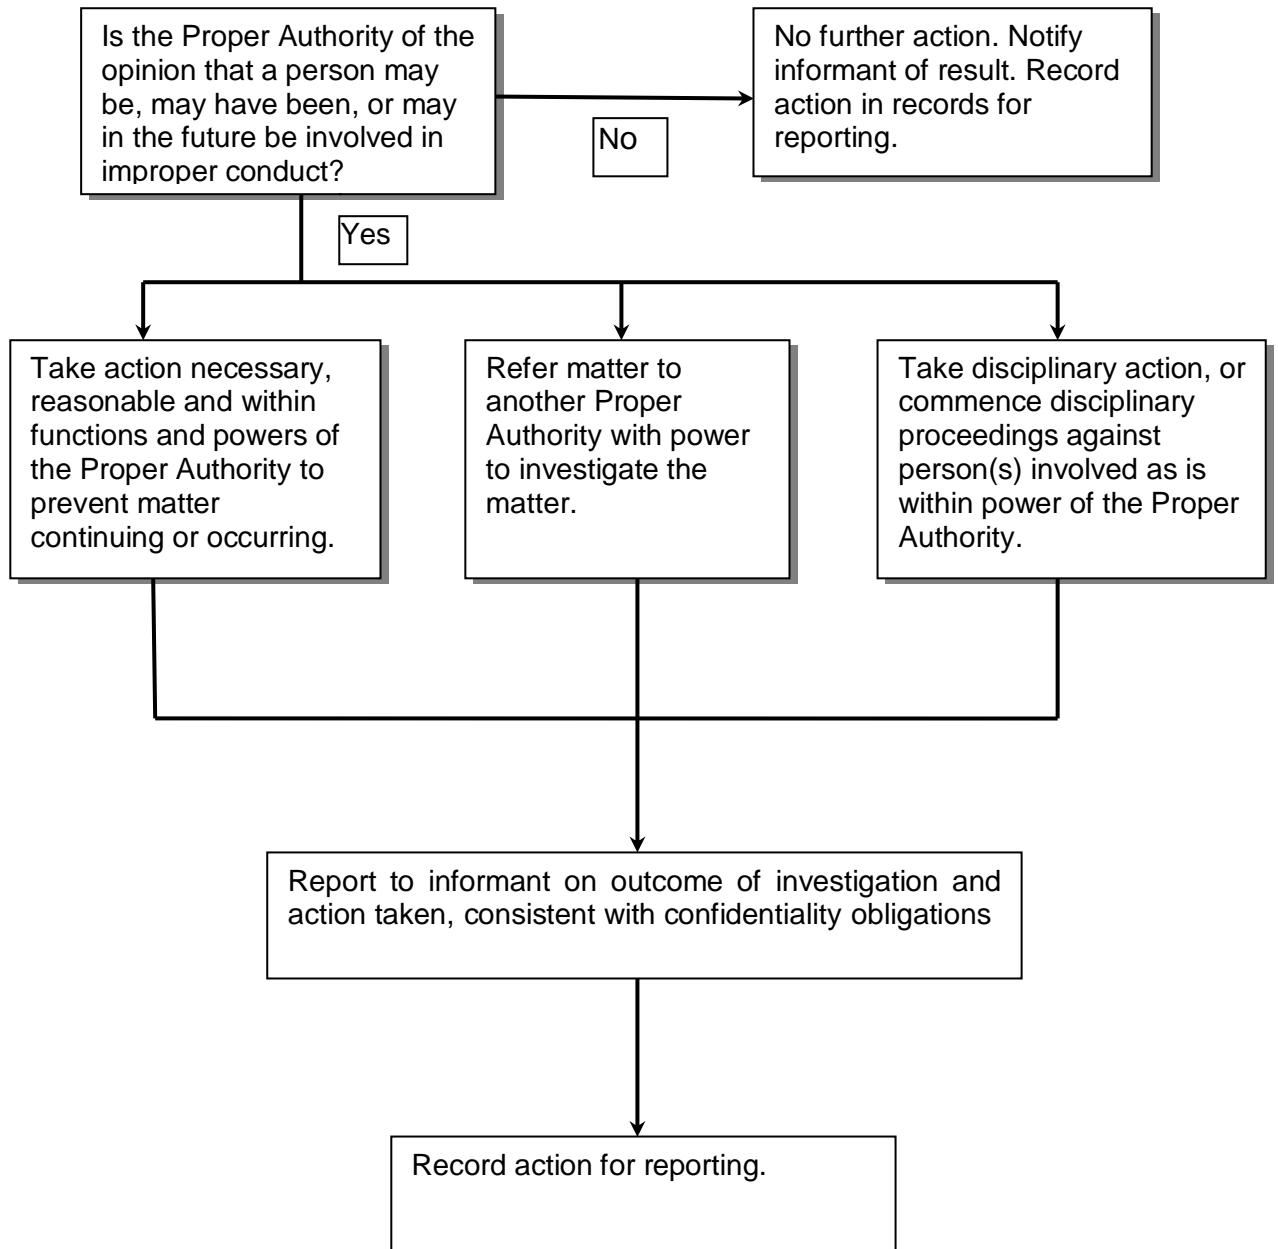 Is the Proper Authority of the
opinion that a person may
be, may have been, or may
in the future be involved in
improper conduct?
No further action. Notify
informant of result. Record
action in records for
reporting.
No
Yes
Take action necessary,
reasonable and within
functions and powers of
the Proper Authority to
prevent matter
continuing or occurring.
Refer matter to
another Proper
Authority with power
to investigate the
matter.
Take disciplinary action, or
commence disciplinary
proceedings against
person(s) involved as is
within power of the Proper
Authority.
Report to informant on outcome of investigation and
action taken, consistent with confidentiality obligations
Record action for reporting.